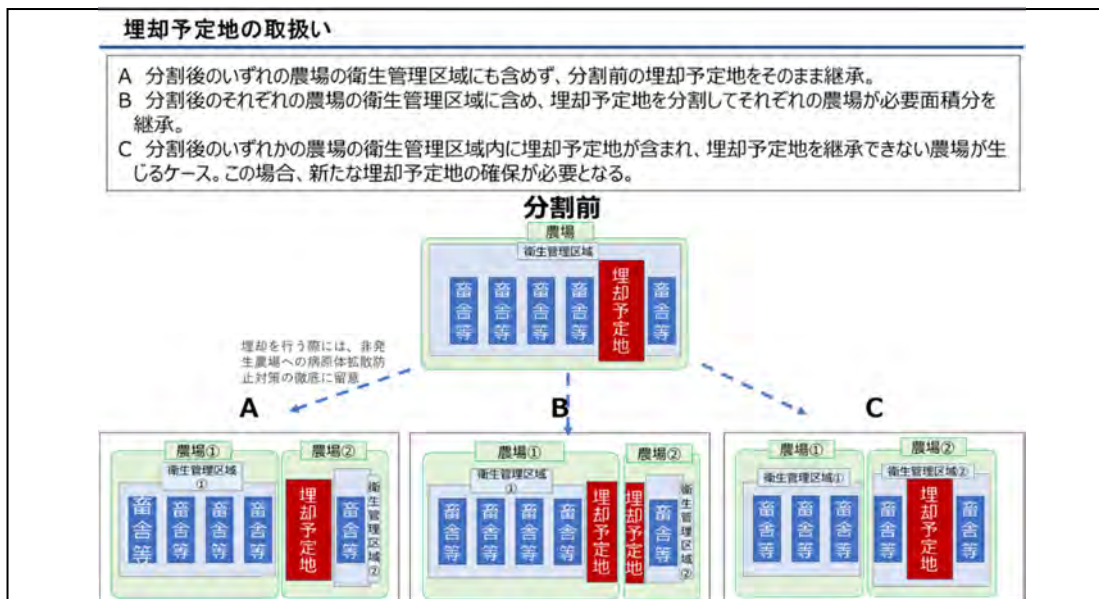 埋却予定地の取扱い
A 分割後のいずれの農場の衛生管理区域にも含めず、分割前の埋却予定地をそのまま継承。
B 分割後のそれぞれの農場の衛生管理区域に含め、埋却予定地を分割してそれぞれの農場が必要面積分を
継承。
C 分割後のいずれかの農場の衛生管理区域内に埋却予定地が含まれ、埋却予定地を継承できない農場が生
じるケース。この場合、新たな埋却予定地の確保が必要となる。
分割前
農場
衛生管理区域
畜舎等
畜舎等
畜舎等
畜舎等
埋却予定地
畜舎等
埋却を行う際には、非発
生農場への病原体拡散防
止対策の徹底に留意
A
B
C
農場①
衛生管理区域
①
畜舎等
畜舎等
畜舎等
畜舎等
農場②
埋却予定地
畜舎等
衛生管理区域②
農場①
衛生管理区域
①
畜舎等
畜舎等
畜舎等
畜舎等
埋却予定地
農場②
埋却予定地
畜舎等
衛生管理区域②
農場①
衛生管理区域①
畜舎等
畜舎等
畜舎等
農場②
衛生管理区域②
畜舎等
埋却予定地
畜舎等